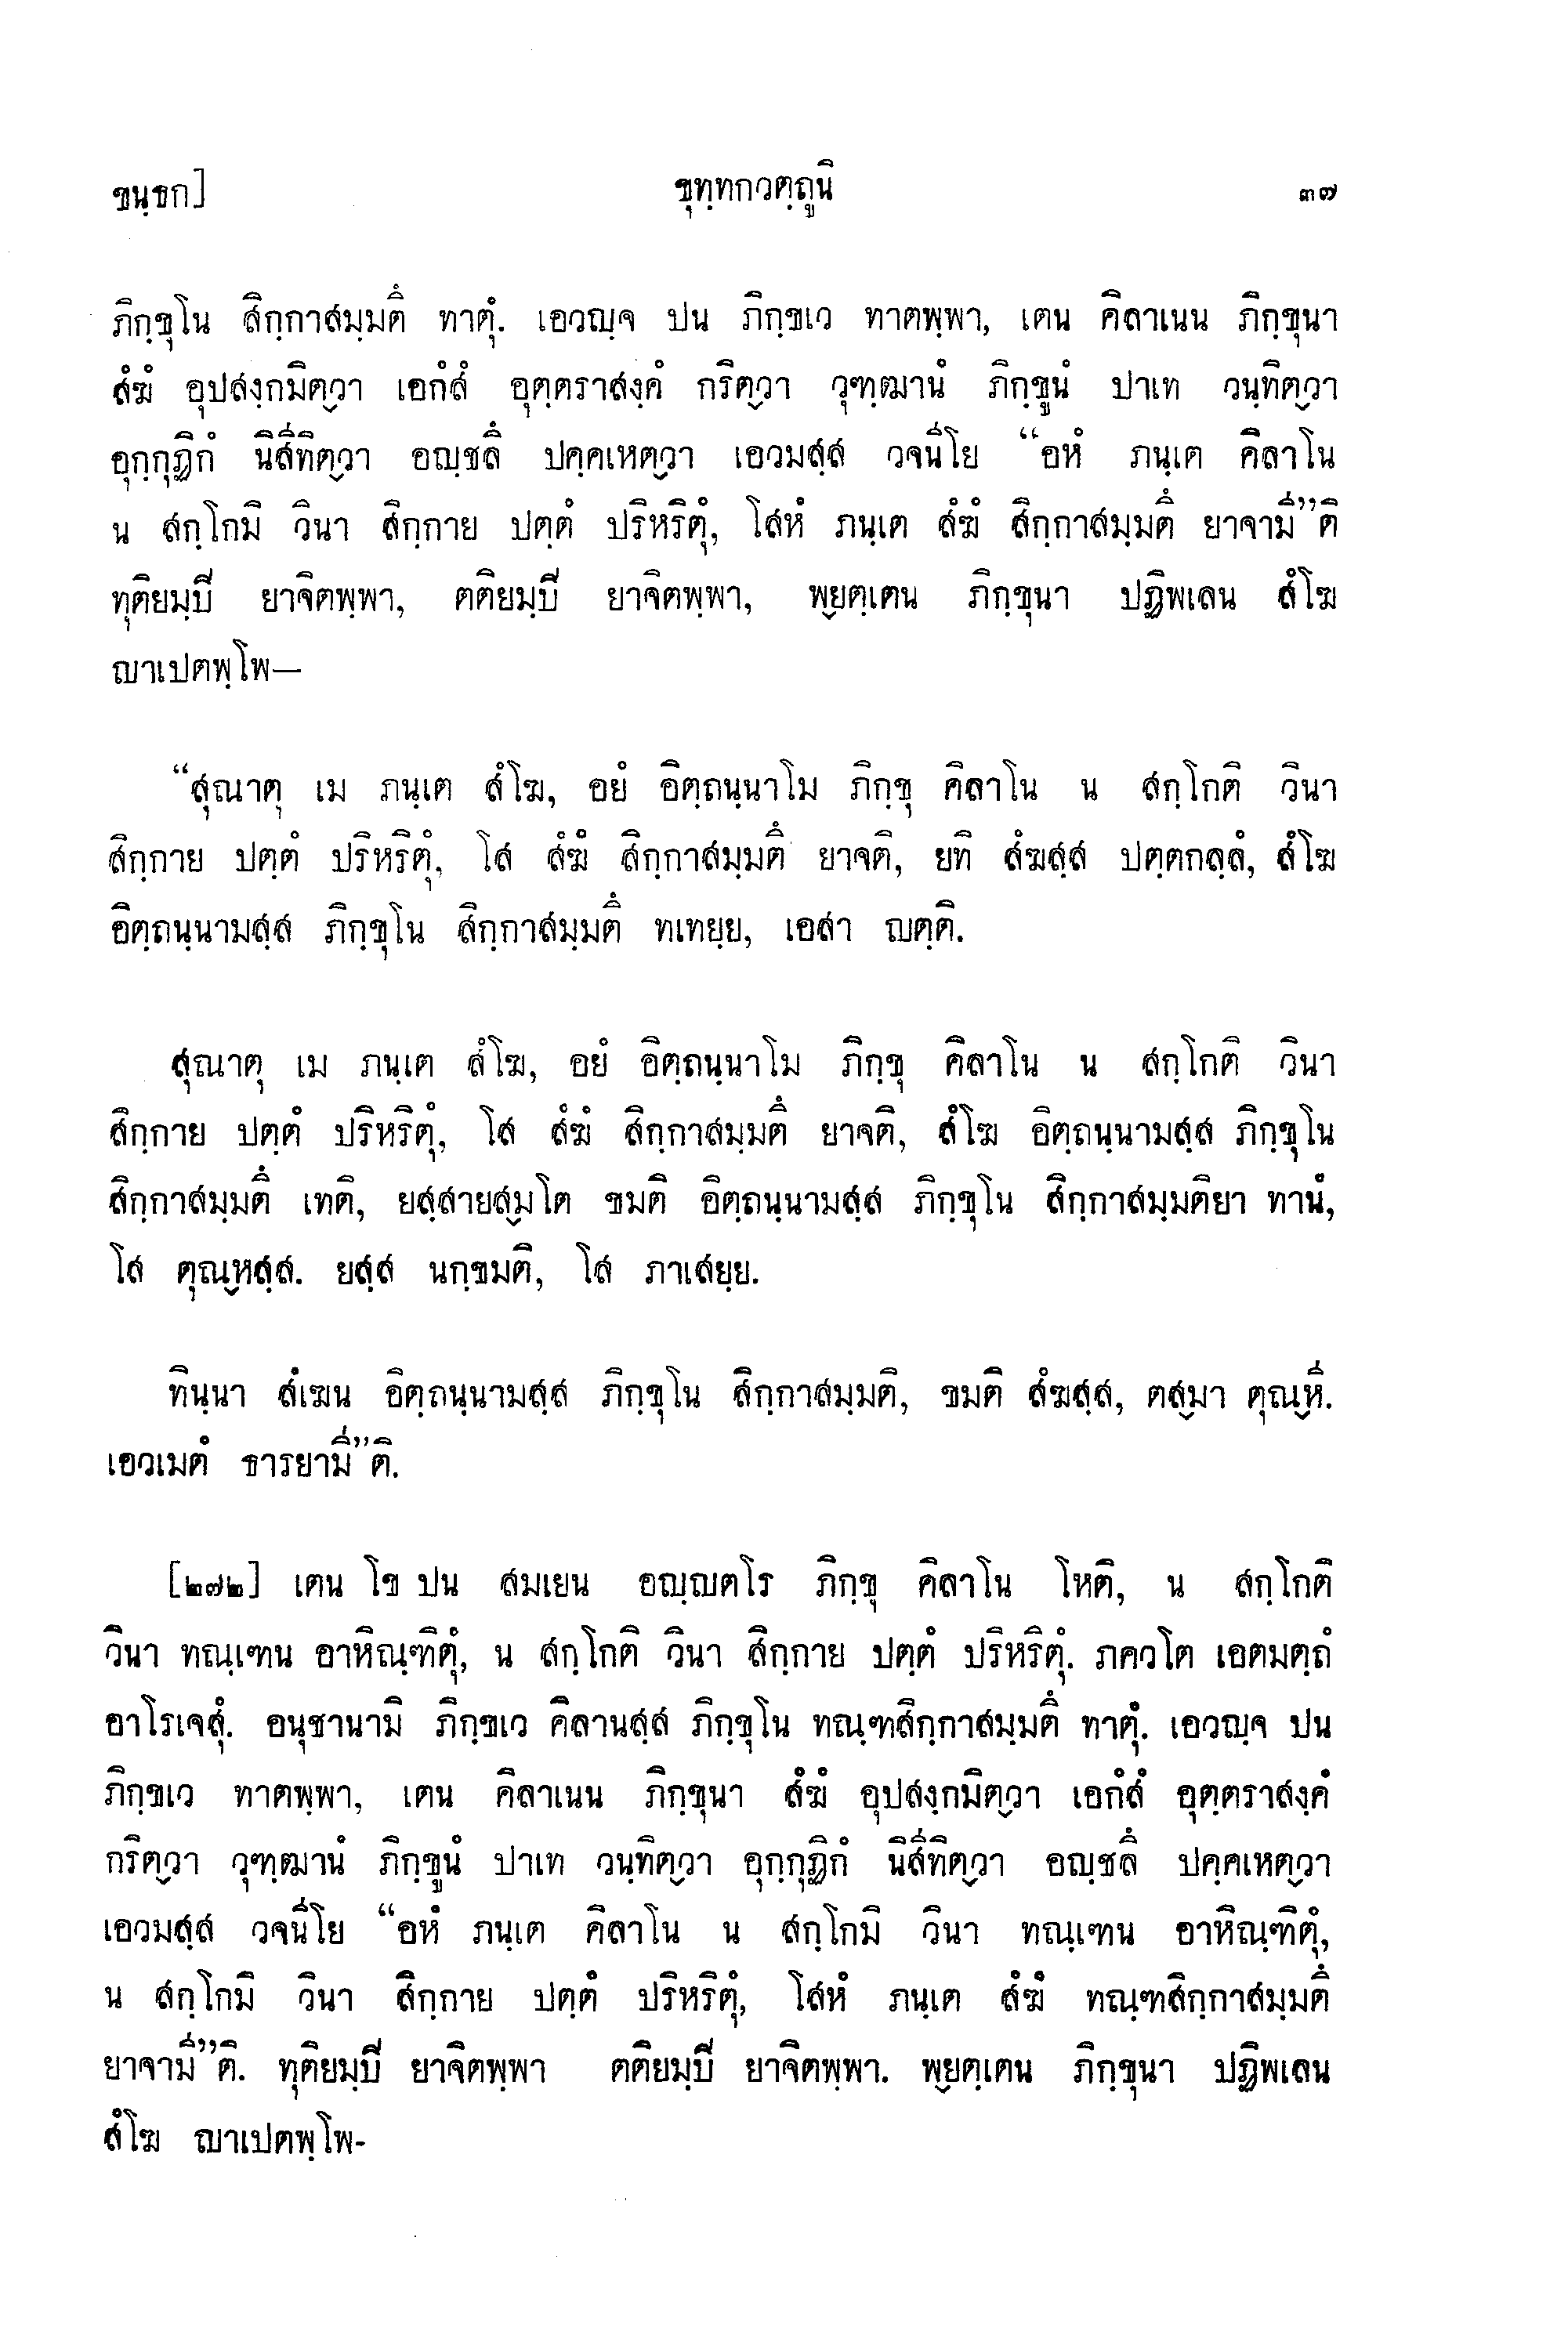 ขนฺธก]
ขุทฺทกวตฺถูนิ
๓๗
ภิกฺขุโน สิกฺกาสมฺมตึ ทาตุํ. เอวญฺจ ปน ภิกฺขเว ทาตพฺพา, เตน คิลาเนน ภิกฺขุนา
สํฆํ อุปสงฺกมิตฺวา เอกํสํ อุตฺตราสงฺคํ กริตฺวา วุฑฺฒานํ ภิกฺขูนํ ปาเท วนฺทิตฺวา
อุกฺกุฏิกํ นิสีทิตฺวา อญฺชลึ ปคฺคเหตฺวา เอวมสฺส วจนีโย “อหํ ภนฺเต คิลาโน
น สกฺโกมิ วินา สิกฺกาย ปตฺตํ ปริหริตุํ, โสหํ ภนฺเต สํฆํ สิกฺกาสมฺมตึ ยาจามี”ติ
ทุติยมฺปิ ยาจิตพฺพา, ตติยมฺปิ ยาจิตพฺพา, พฺยตฺเตน ภิกฺขุนา ปฏิพเลน สํโฆ
ญาเปตพฺโพ—
“สุณาตุ เม ภนฺเต สํโฆ, อยํ อิตฺถนฺนาโม ภิกฺขุ คิลาโน น สกฺโกติ วินา
สิกฺกาย ปตฺตํ ปริหริตุํ, โส สํฆํ สิกฺกาสมฺมตึ ยาจติ, ยทิ สํฆสฺส ปตฺตกลฺลํ, สํโฆ
อิตฺถนฺนามสฺส ภิกฺขุโน สิกฺกาสมฺมตึ ทเทยฺย, เอสา ญตฺติ.
สุณาตุ เม ภนฺเต สํโฆ, อยํ อิตฺถนฺนาโม ภิกฺขุ คิลาโน น สกฺโกติ วินา
สิกฺกาย ปตฺตํ ปริหริตุํ, โส สํฆํ สิกฺกาสมฺมตึ ยาจติ, สํโฆ อิตฺถนฺนามสฺส ภิกฺขุโน
สิกฺกาสมฺมตึ เทติ, ยสฺสายสฺมโต ขมติ อิตฺถนฺนามสฺส ภิกฺขุโน สิกฺกาสมฺมติยา ทานํ,
โส ตุณฺหสฺส. ยสฺส นกฺขมติ, โส ภาเสยฺย.
ทินฺนา สํเฆน อิตฺถนฺนามสฺส ภิกฺขุโน สิกฺกาสมฺมติ, ขมติ สํฆสฺส, ตสฺมา ตุณฺหี.
เอวเมตํ ธารยามี”ติ.
[๒๗๒] เตน โข ปน สมเยน อญฺญตโร ภิกฺขุ คิลาโน โหติ, น สกฺโกติ
วินา ทณฺเฑน อาหิณฺฑิตุํ, น สกฺโกติ วินา สิกฺกาย ปตฺตํ ปริหริตุํ. ภควโต เอตมตฺถํ
อาโรเจสุํ. อนุชานามิ ภิกฺขเว คิลานสฺส ภิกฺขุโน ทณฺฑสิกฺกาสมฺมตึ ทาตุํ. เอวญฺจ ปน
ภิกฺขเว ทาตพฺพา, เตน คิลาเนน ภิกฺขุนา สํฆํ อุปสงฺกมิตฺวา เอกํสํ อุตฺตราสงฺคํ
กริตฺวา วุฑฺฒานํ ภิกฺขูนํ ปาเท วนฺทิตฺวา อุกฺกุฏิกํ นิสีทิตฺวา อญฺชลึ ปคฺคเหตฺวา
เอวมสฺส วจนีโย “อหํ ภนฺเต คิลาโน น สกฺโกมิ วินา ทณฺเฑน อาหิณฺฑิตุํ,
น สกฺโกมิ วินา สิกฺกาย ปตฺตํ ปริหริตุํ, โสหํ ภนฺเต สํฆํ ทณฺฑสิกฺกาสมฺมตึ
ยาจามี”ติ. ทุติยมฺปิ ยาจิตพฺพา ตติยมฺปิ ยาจิตพฺพา. พฺยตฺเตน ภิกฺขุนา ปฏิพเลน
สํโฆ ญาเปตพฺโพ-